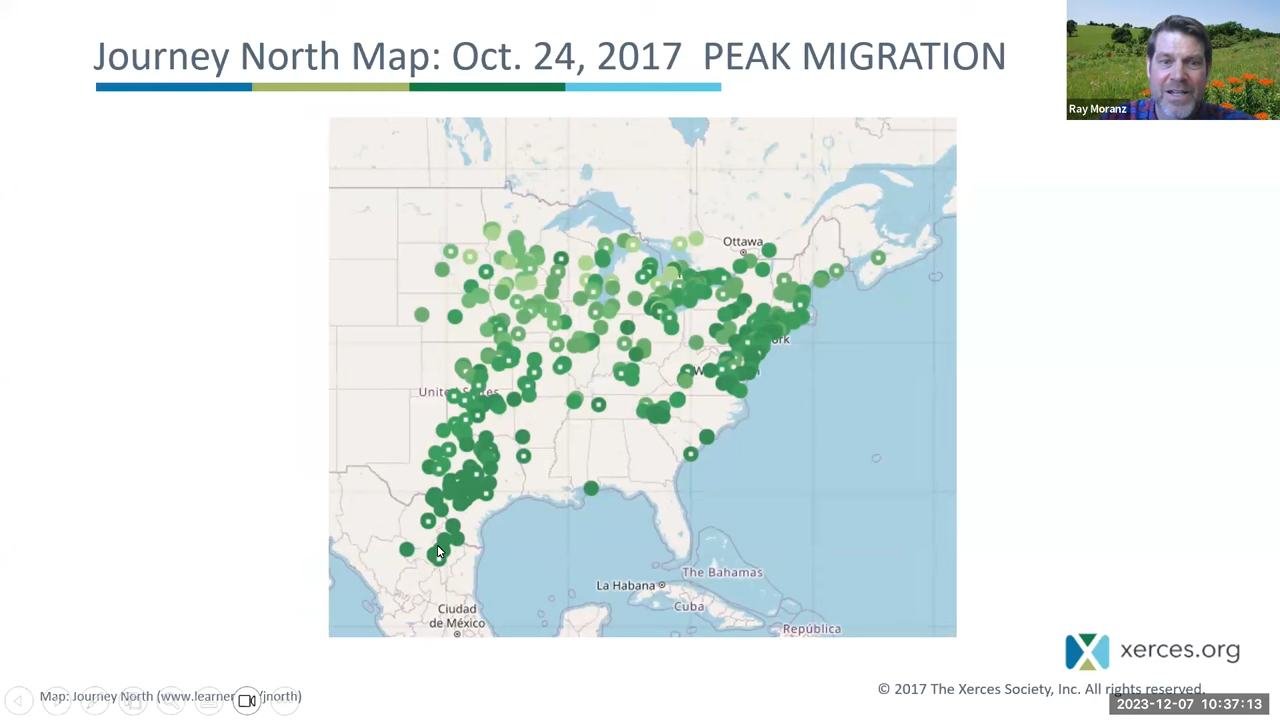 Journey North Map: Oct. 24, 2017 PEAK MIGRATION
Ray Moranz
Ottawa
United States
La Habana
The Bahamas
Cuba
República
Ciudad
de México
xerces.org
Map: Journey North (www.learner
jnorth)
© 2017 The Xerces Society, Inc. All rights reserved.
2023-12-07 10:37:13